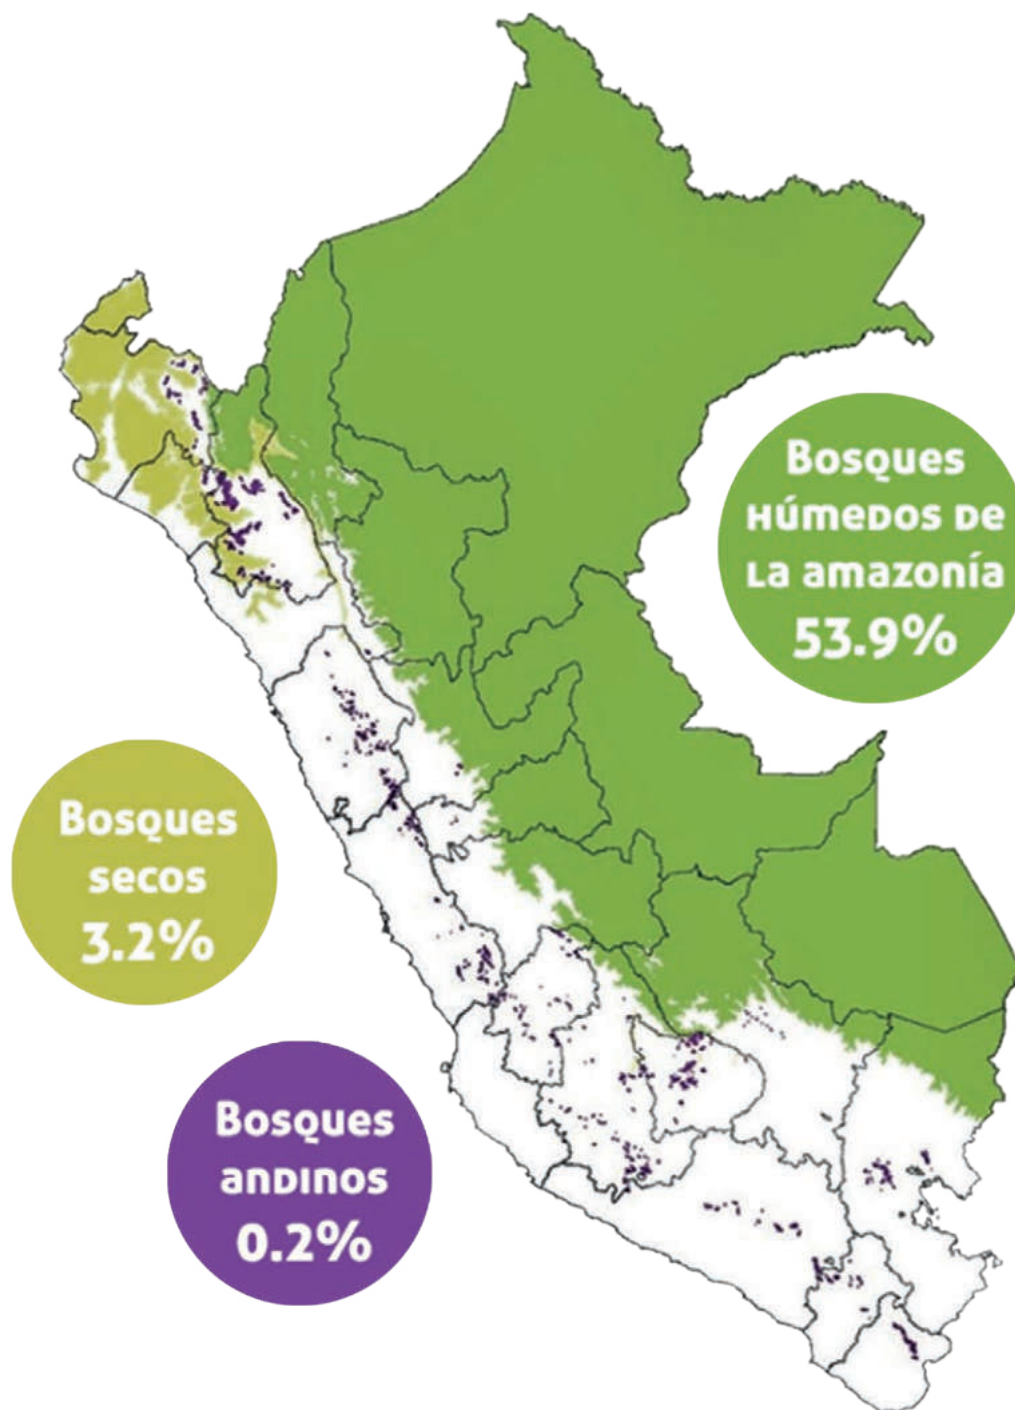 Bosques
HÚMEDOS DE
La amazonía
53.9%
Bosques
secos
3.2%
Bosques
andinos
0.2%